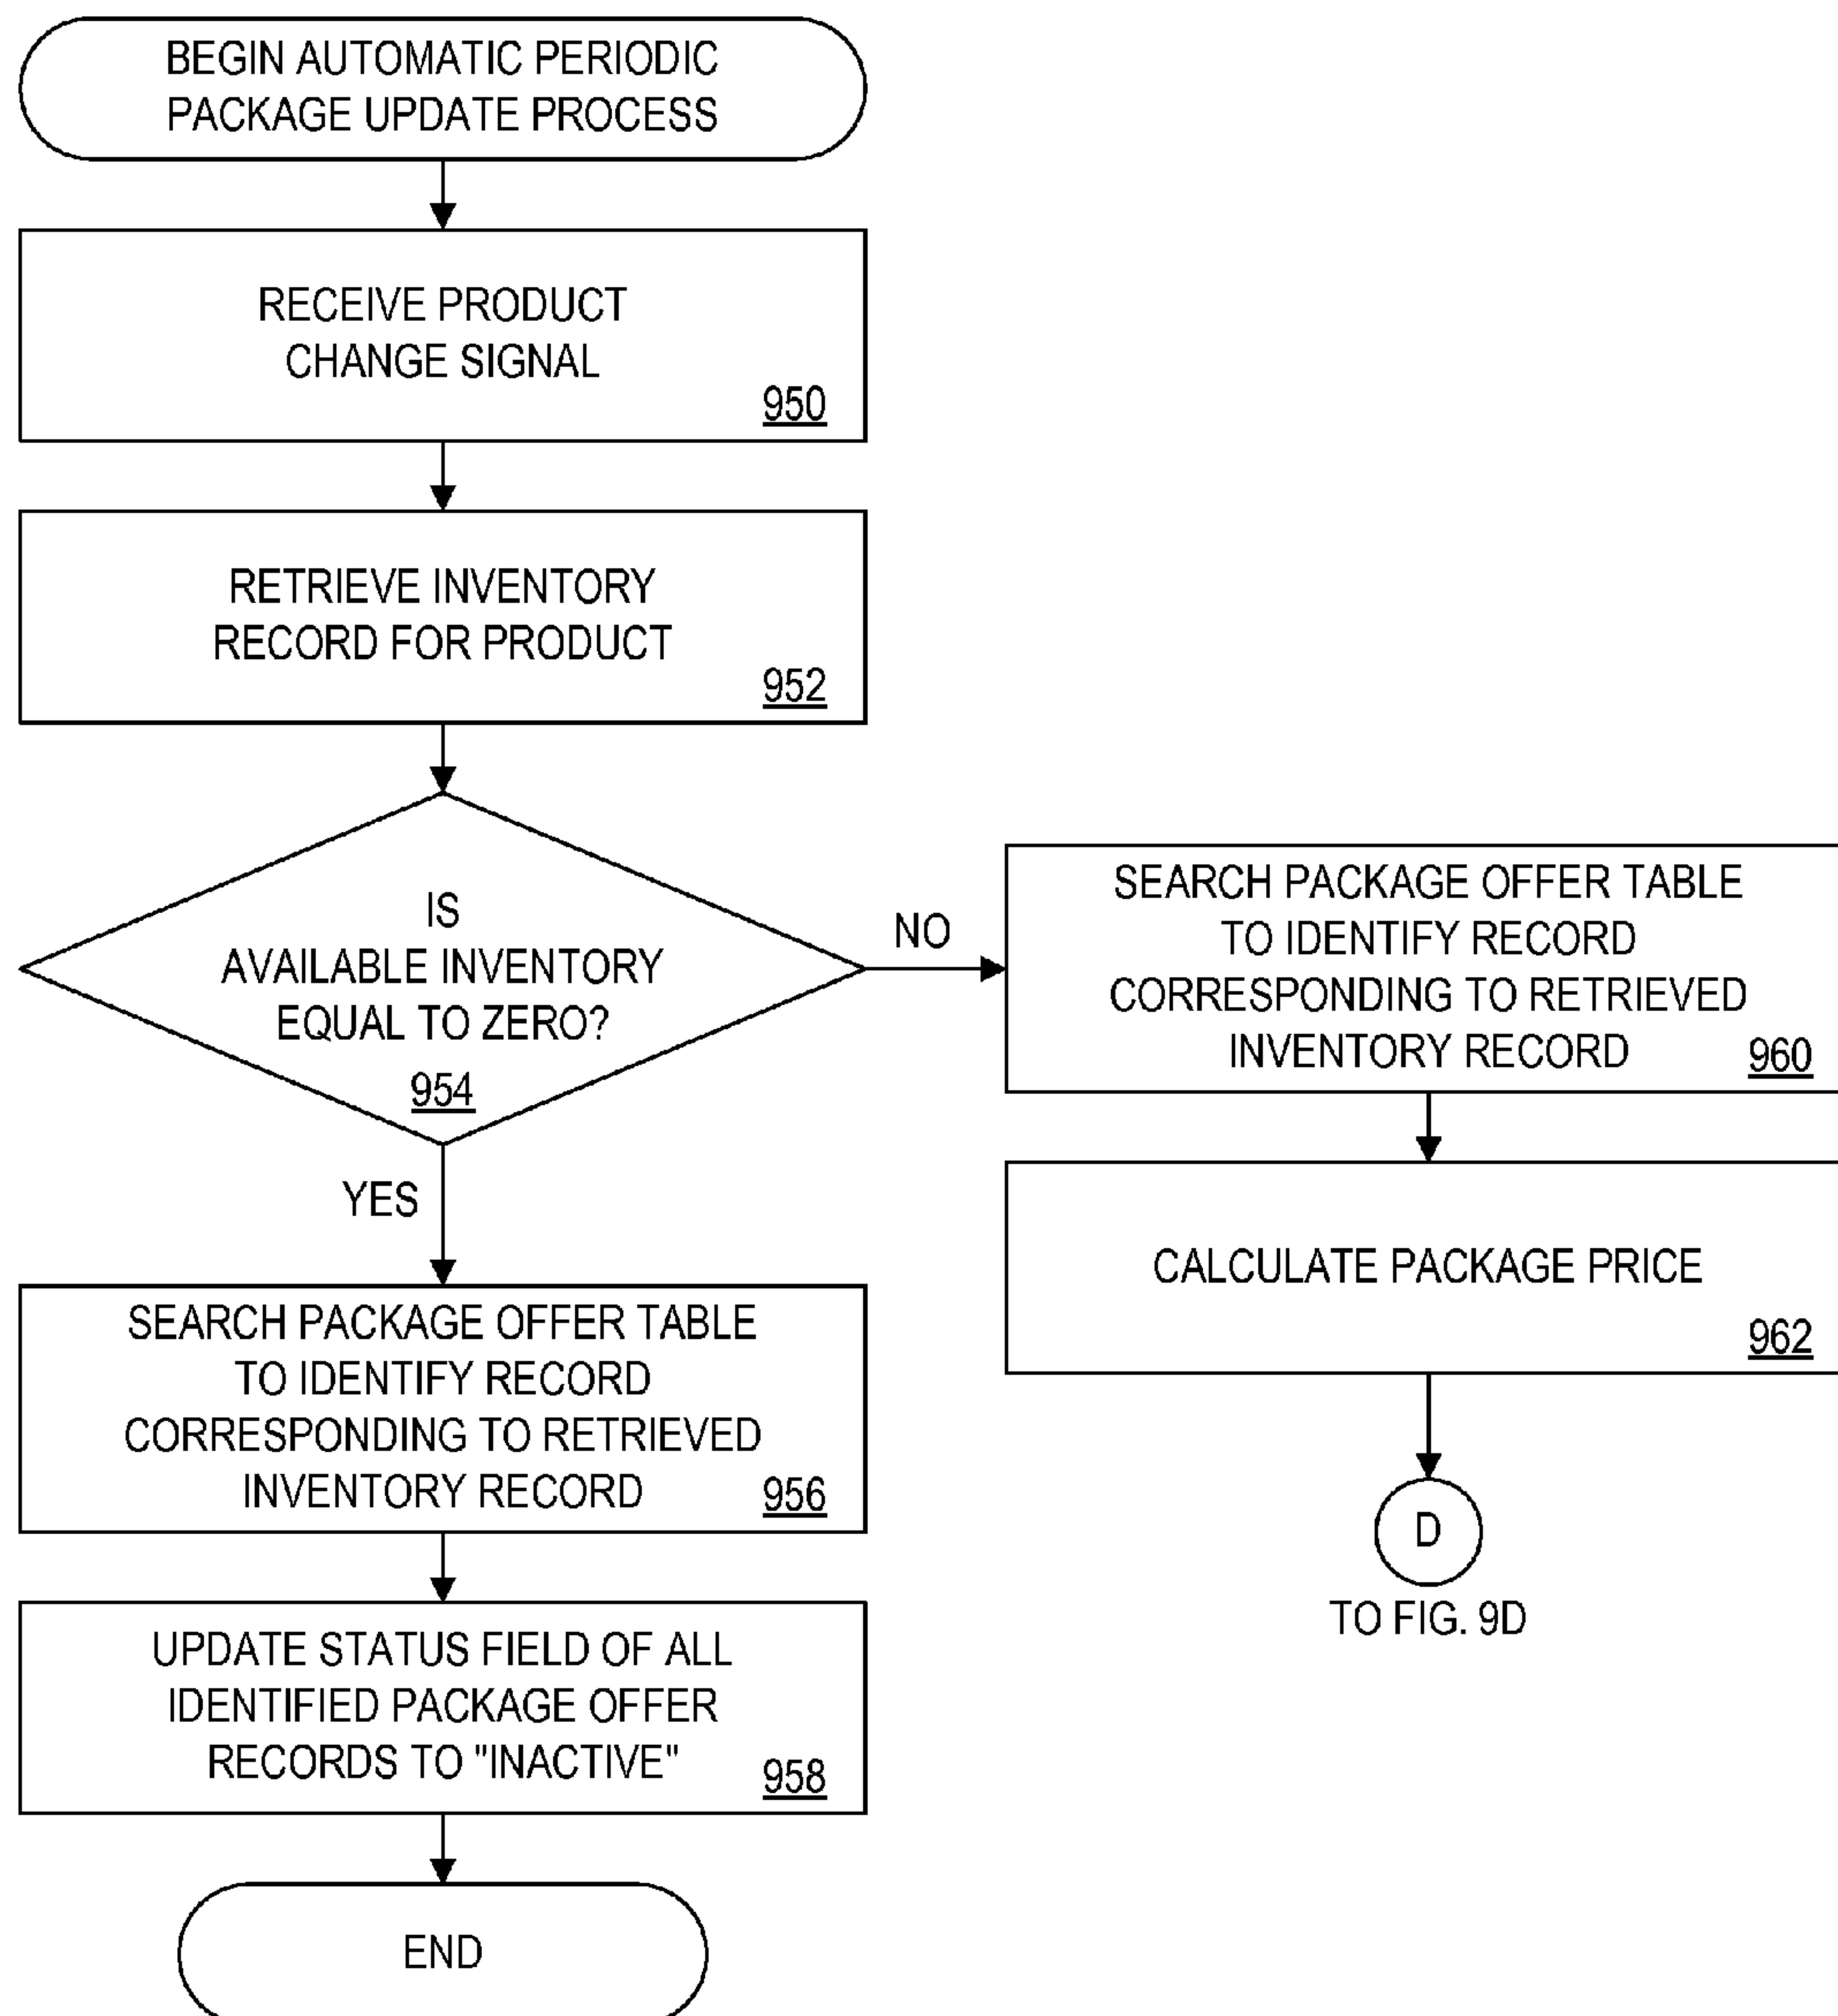 BEGIN AUTOMATIC PERIODIC
PACKAGE UPDATE PROCESS
RECEIVE PRODUCT
CHANGE SIGNAL
950
RETRIEVE INVENTORY
RECORD FOR PRODUCT
952
IS
AVAILABLE INVENTORY
EQUAL TO ZERO?
954
NO
YES
SEARCH PACKAGE OFFER TABLE
TO IDENTIFY RECORD
CORRESPONDING TO RETRIEVED
INVENTORY RECORD
956
UPDATE STATUS FIELD OF ALL
IDENTIFIED PACKAGE OFFER
RECORDS TO "INACTIVE"
958
END
SEARCH PACKAGE OFFER TABLE
TO IDENTIFY RECORD
CORRESPONDING TO RETRIEVED
INVENTORY RECORD
960
CALCULATE PACKAGE PRICE
962
D
TO FIG. 9D